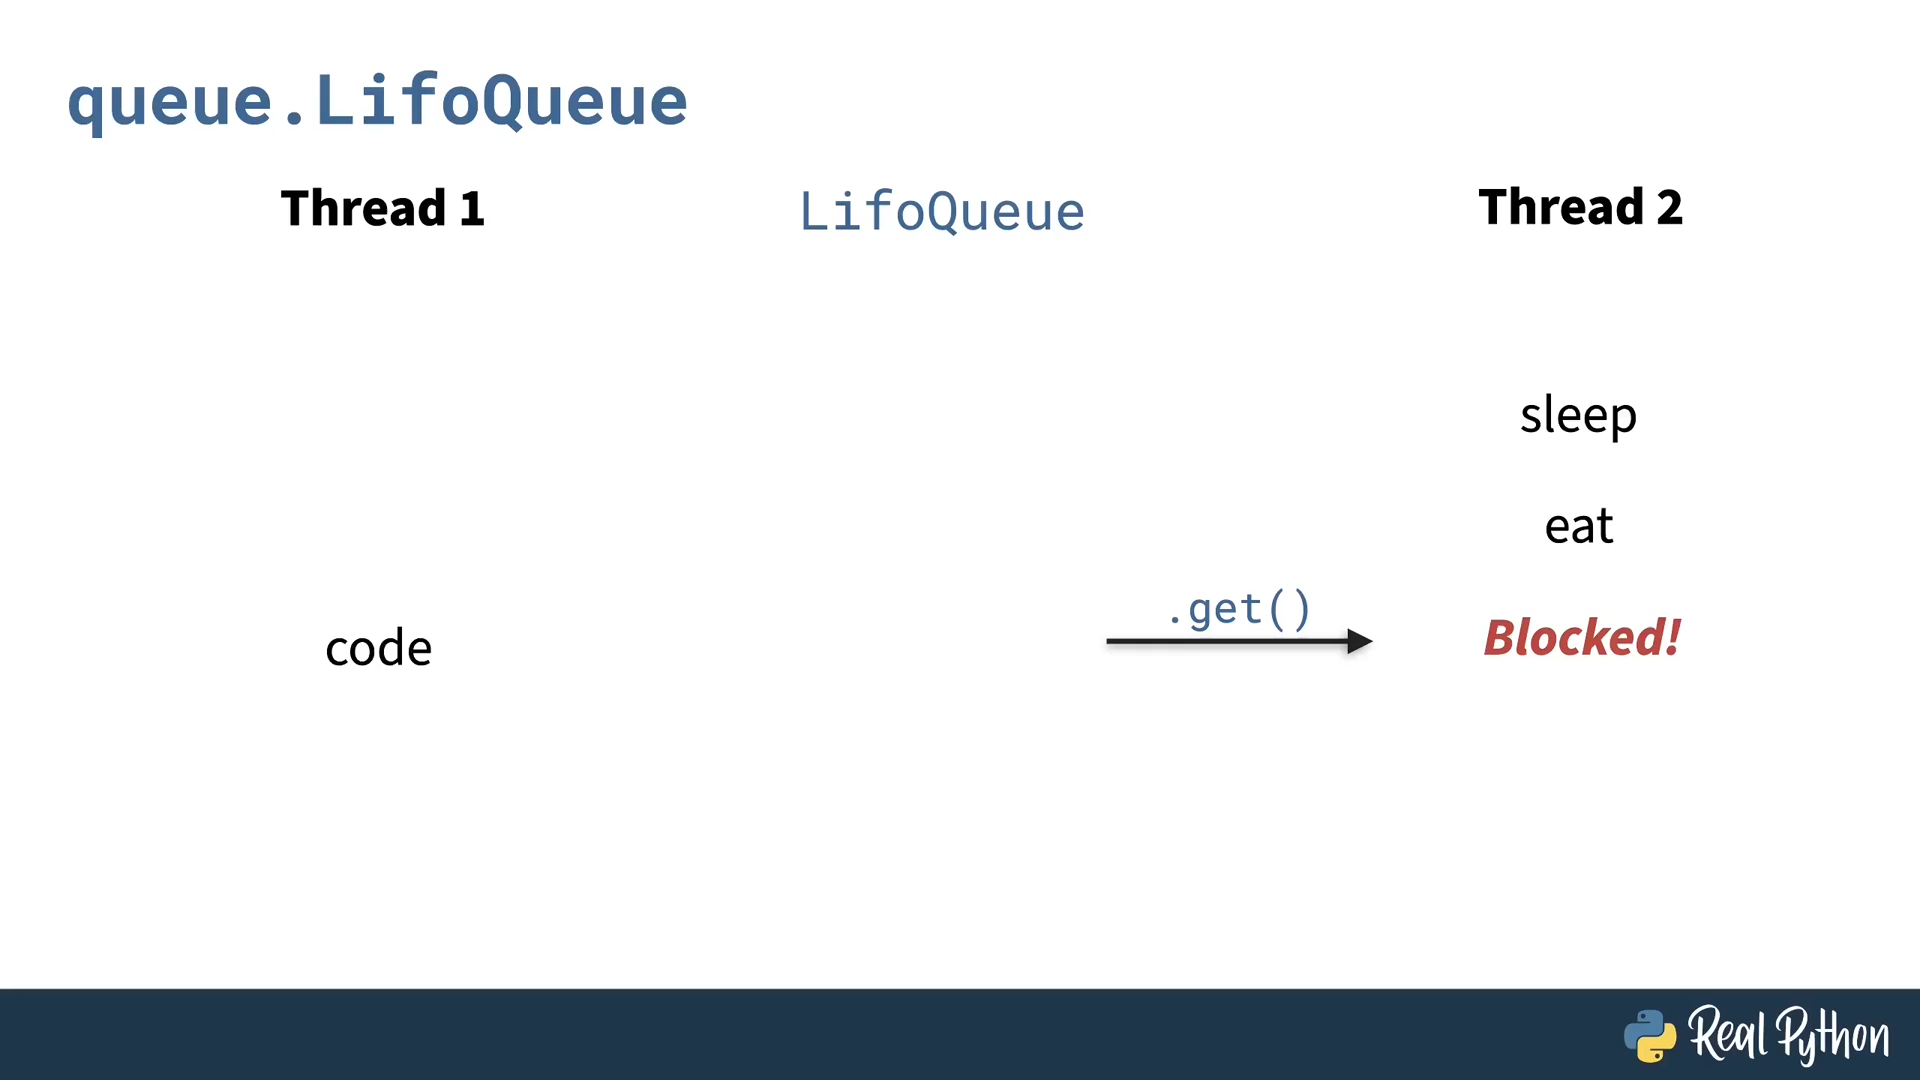 queue.LifoQueue
Thread 1 LifoQueue Thread 2
sleep
eat
.get()
code Blocked!
Real Python